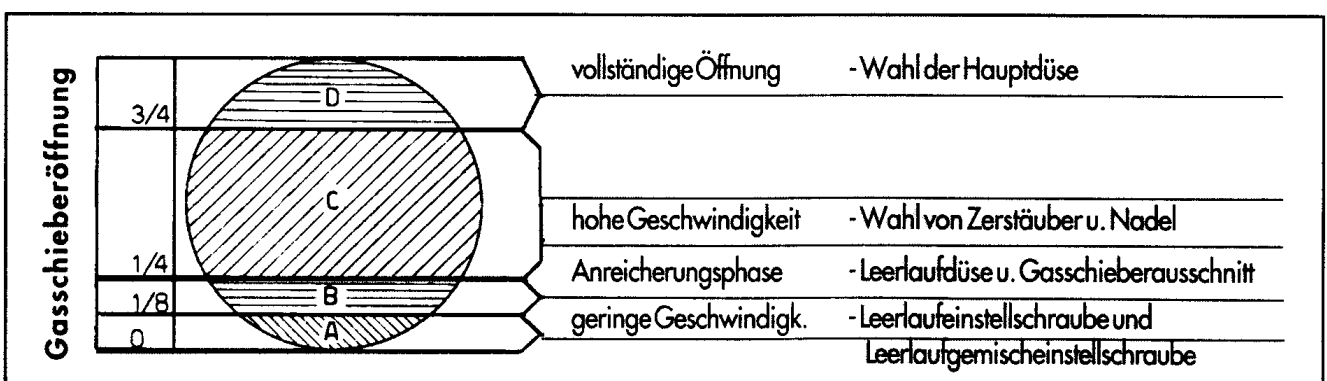 Gasschieberöffnung
3/4
1/4
1/8
0
D
C
B
A
vollständige Öffnung - Wahl der Hauptdüse
hohe Geschwindigkeit - Wahl von Zerstäuber u. Nadel
Anreicherungsphase - Leerlaufdüse u. Gasschieberausschnitt
geringe Geschwindigk. - Leerlaufeinstellschraube und
Leerlaufgemischeinstellschraube